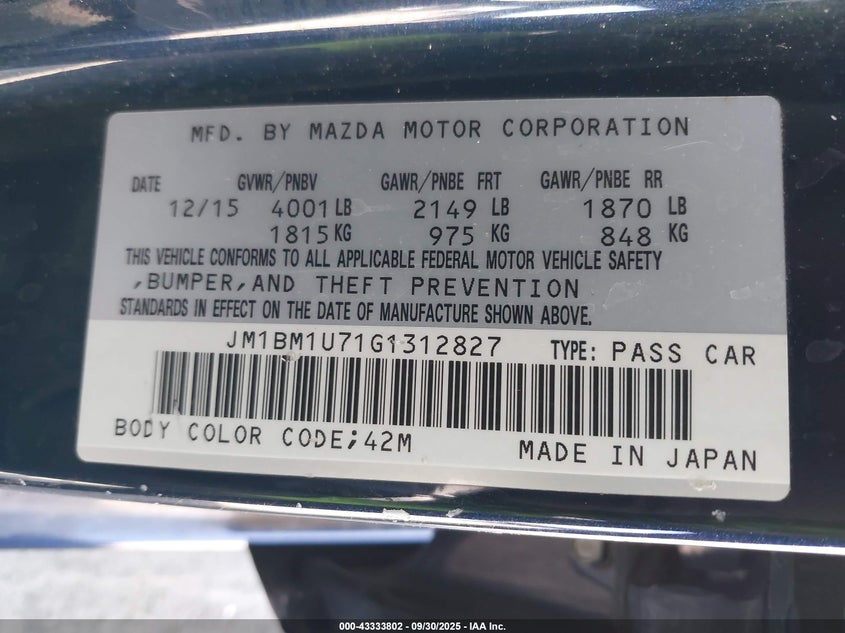 MFD. BY MAZDA MOTOR CORPORATION
DATE GVWR/PNBV GAWR/PNBE FRT GAWR/PNBE RR
12/15 4001 LB 2149 LB 1870 LB
1815 KG 975 KG 848 KG
THIS VEHICLE CONFORMS TO ALL APPLICABLE FEDERAL MOTOR VEHICLE SAFETY
,BUMPER,AND THEFT PREVENTION
STANDARDS IN EFFECT ON THE DATE OF MANUFACTURE SHOWN ABOVE.
JM1BM1U71G1312827 TYPE: PASS CAR
BODY COLOR CODE;42M
MADE IN JAPAN
000-43333802 - 09/30/2025 - IAA Inc.